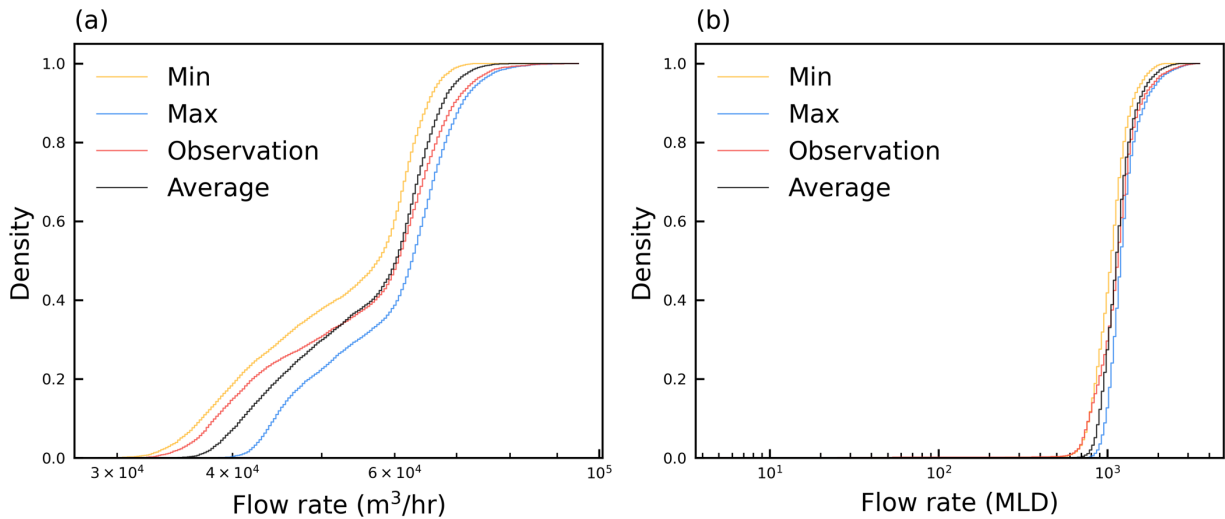 (a)
Density
1.0
0.8
0.6
0.4
0.2
0.0
Min
Max
Observation
Average
3 × 10⁴
4 × 10⁴
6 × 10⁴
10⁵
Flow rate (m³/hr)
(b)
Density
1.0
0.8
0.6
0.4
0.2
0.0
Min
Max
Observation
Average
10¹
10²
10³
Flow rate (MLD)